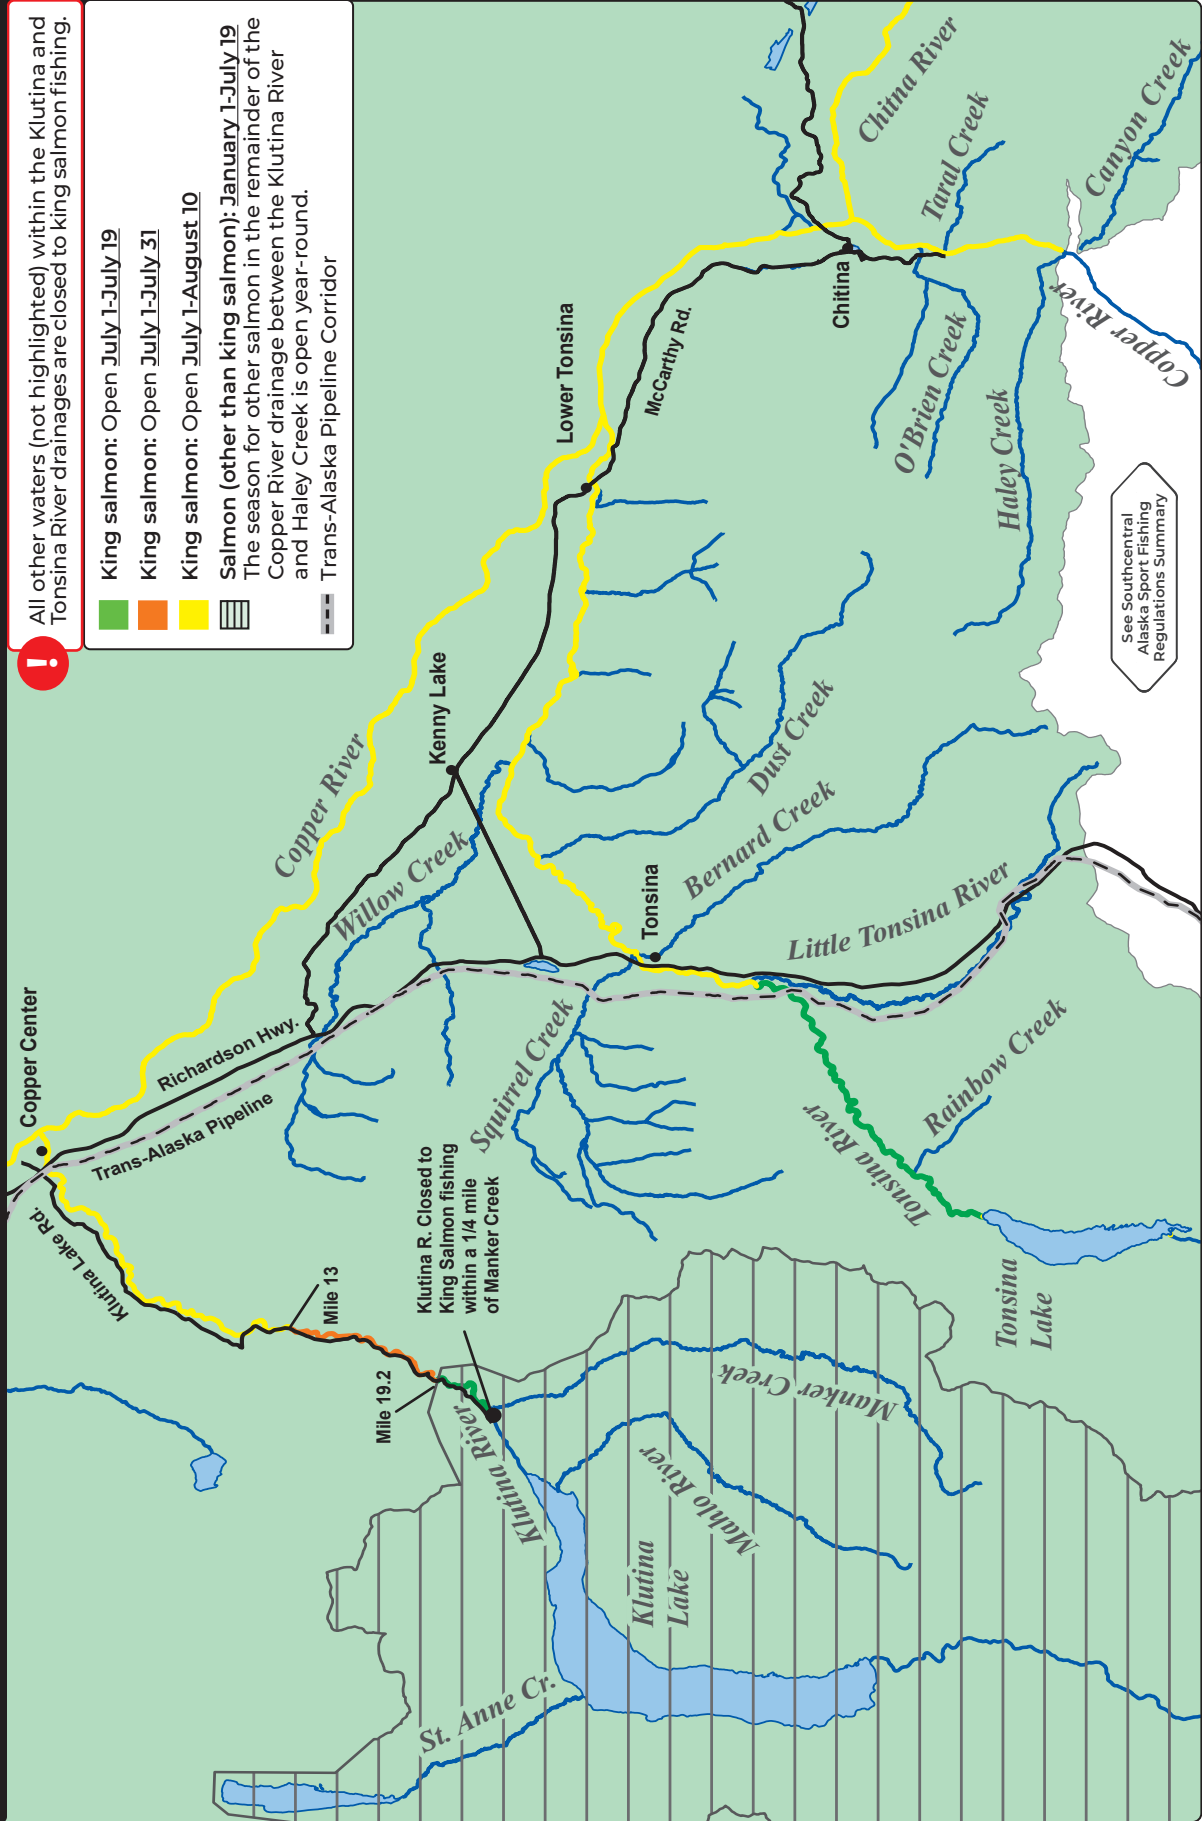 All other waters (not highlighted) within the Klutina and
Tonsina River drainages are closed to king salmon fishing.
!
King salmon: Open July 1-July 19
King salmon: Open July 1-July 31
King salmon: Open July 1-August 10
Salmon (other than king salmon): January 1-July 19
The season for other salmon in the remainder of the
Copper River drainage between the Klutina River
and Haley Creek is open year-round.
Trans-Alaska Pipeline Corridor
Copper Center
Richardson Hwy.
Trans-Alaska Pipeline
Klutina Lake Rd.
Mile 13
Mile 19.2
Klutina R. Closed to
King Salmon fishing
within a 1/4 mile
of Manker Creek
Klutina River
Klutina
Lake
Mahlo River
Manker Creek
St. Anne Cr.
Copper River
Willow Creek
Kenny Lake
Lower Tonsina
McCarthy Rd.
Chitina
Chitna River
Taral Creek
Canyon Creek
O'Brien Creek
Haley Creek
Copper River
Squirrel Creek
Tonsina
Dust Creek
Bernard Creek
Little Tonsina River
Rainbow Creek
Tonsina River
Tonsina
Lake
See Southcentral
Alaska Sport Fishing
Regulations Summary